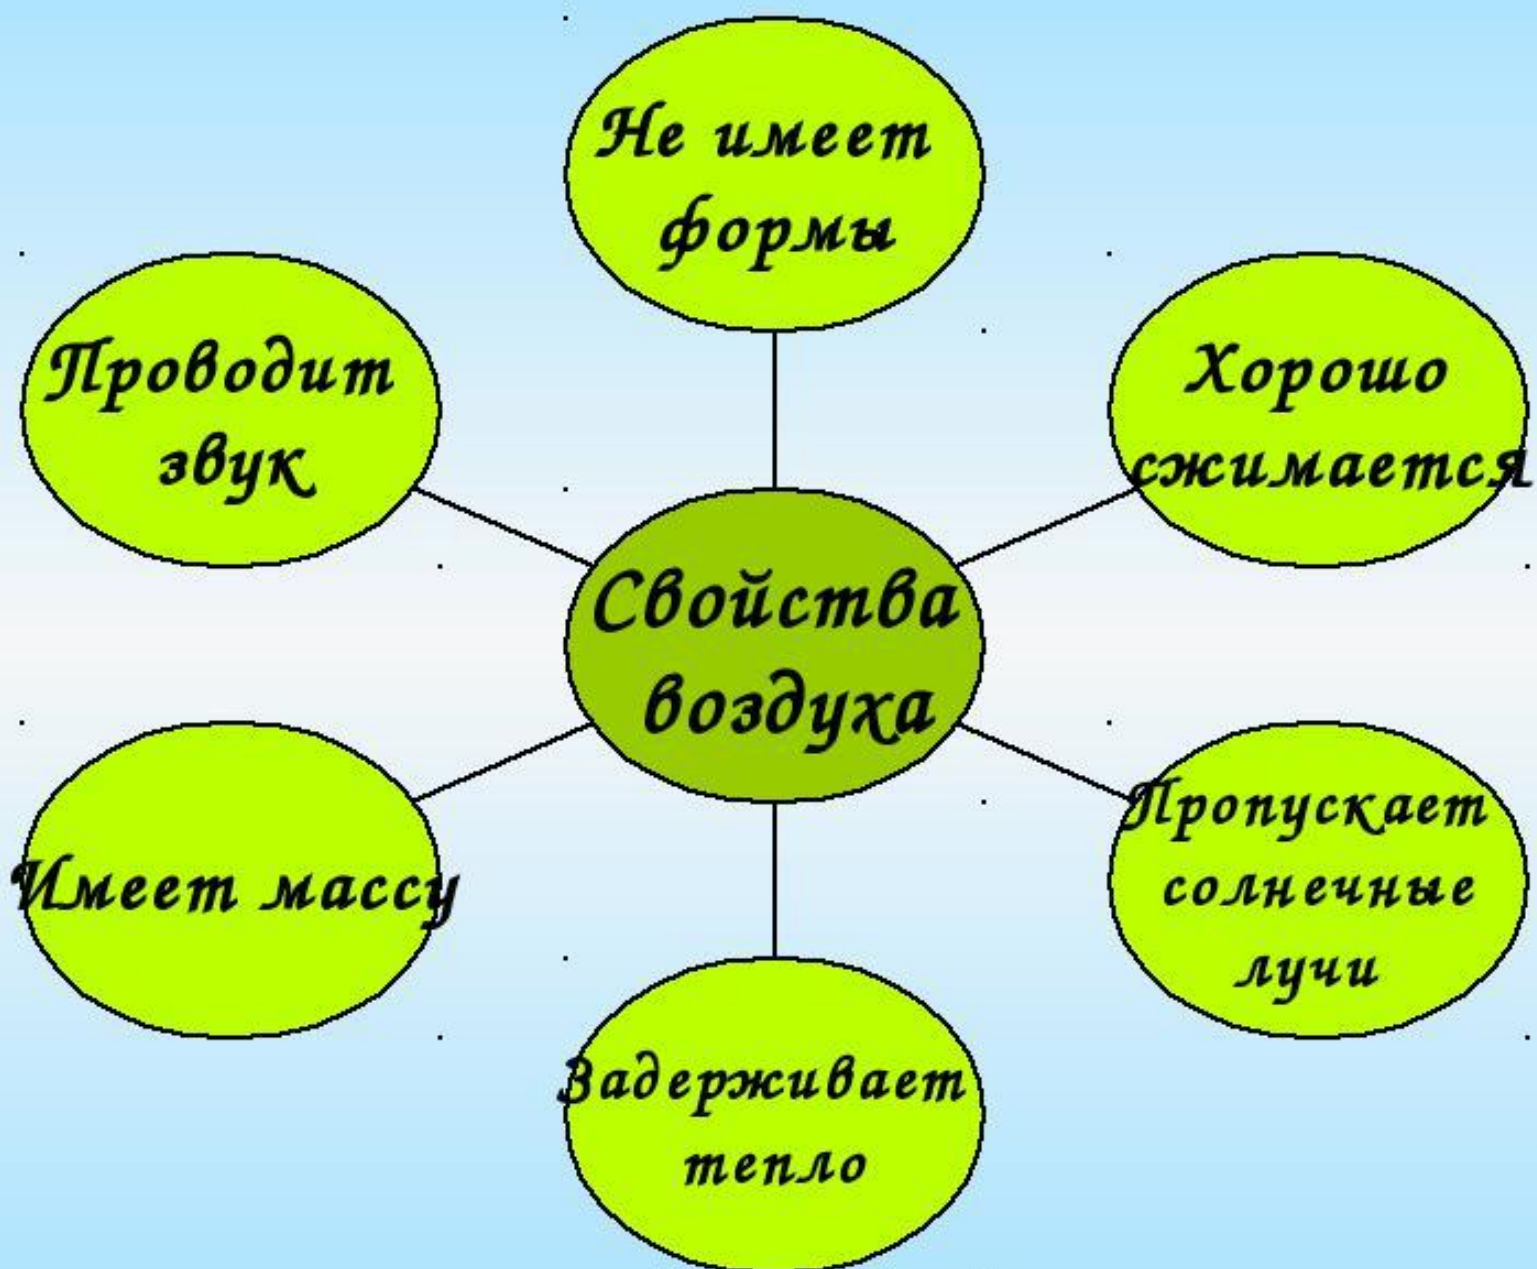 Не имеет
формы
Проводит
звук
Хорошо
сжимается
Свойства
воздуха
Имеет массу
Пропускает
солнечные
лучи
Задерживает
тепло